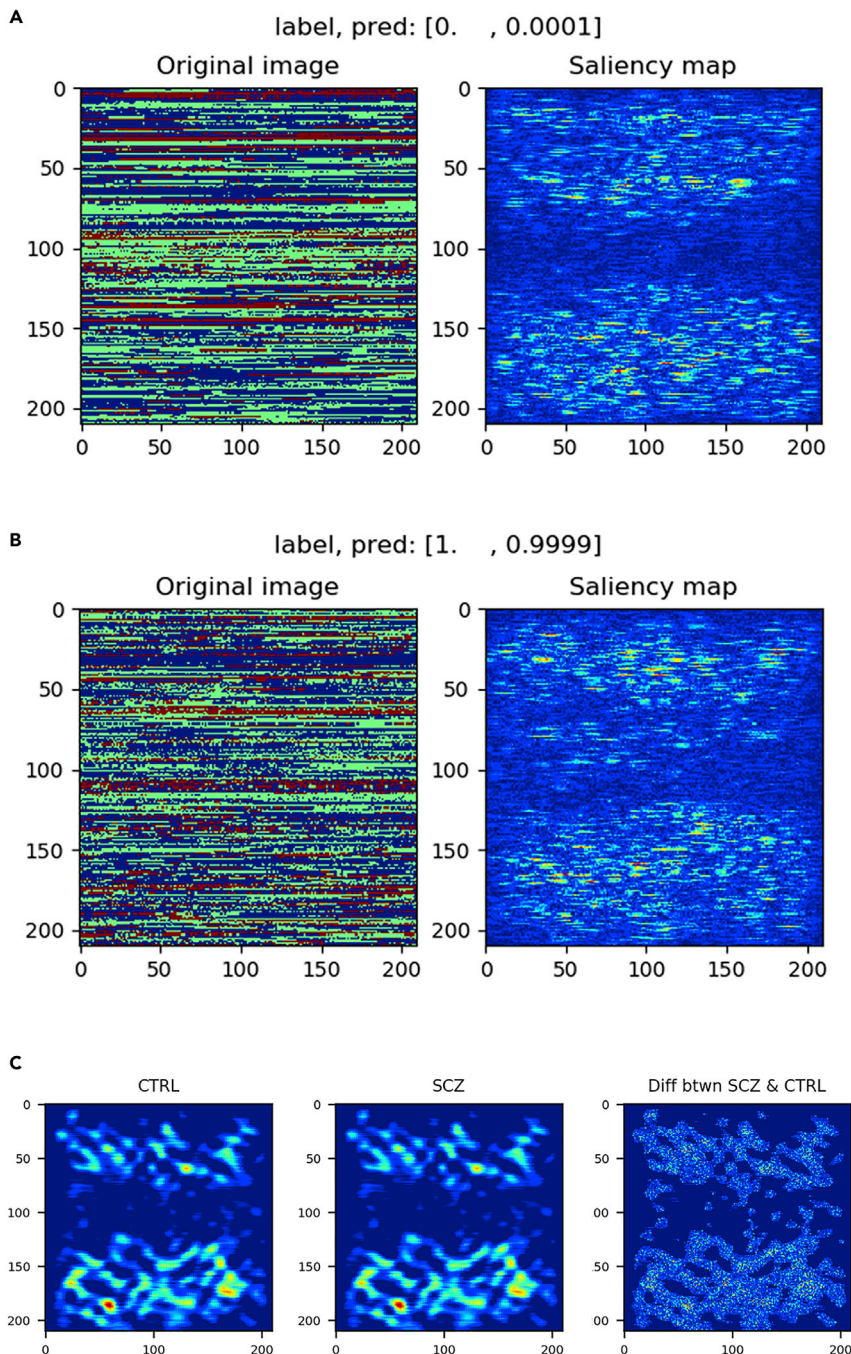 A
label, pred: [0.    , 0.0001]
Original image
Saliency map
0
50
100
150
200
0 50 100 150 200
0
50
100
150
200
0 50 100 150 200
B
label, pred: [1.    , 0.9999]
Original image
Saliency map
0
50
100
150
200
0 50 100 150 200
0
50
100
150
200
0 50 100 150 200
C
CTRL
0
50
100
150
200
0 100 200
SCZ
0
50
100
150
200
0 100 200
Diff btwn SCZ & CTRL
0
50
00
50
00
0 100 200